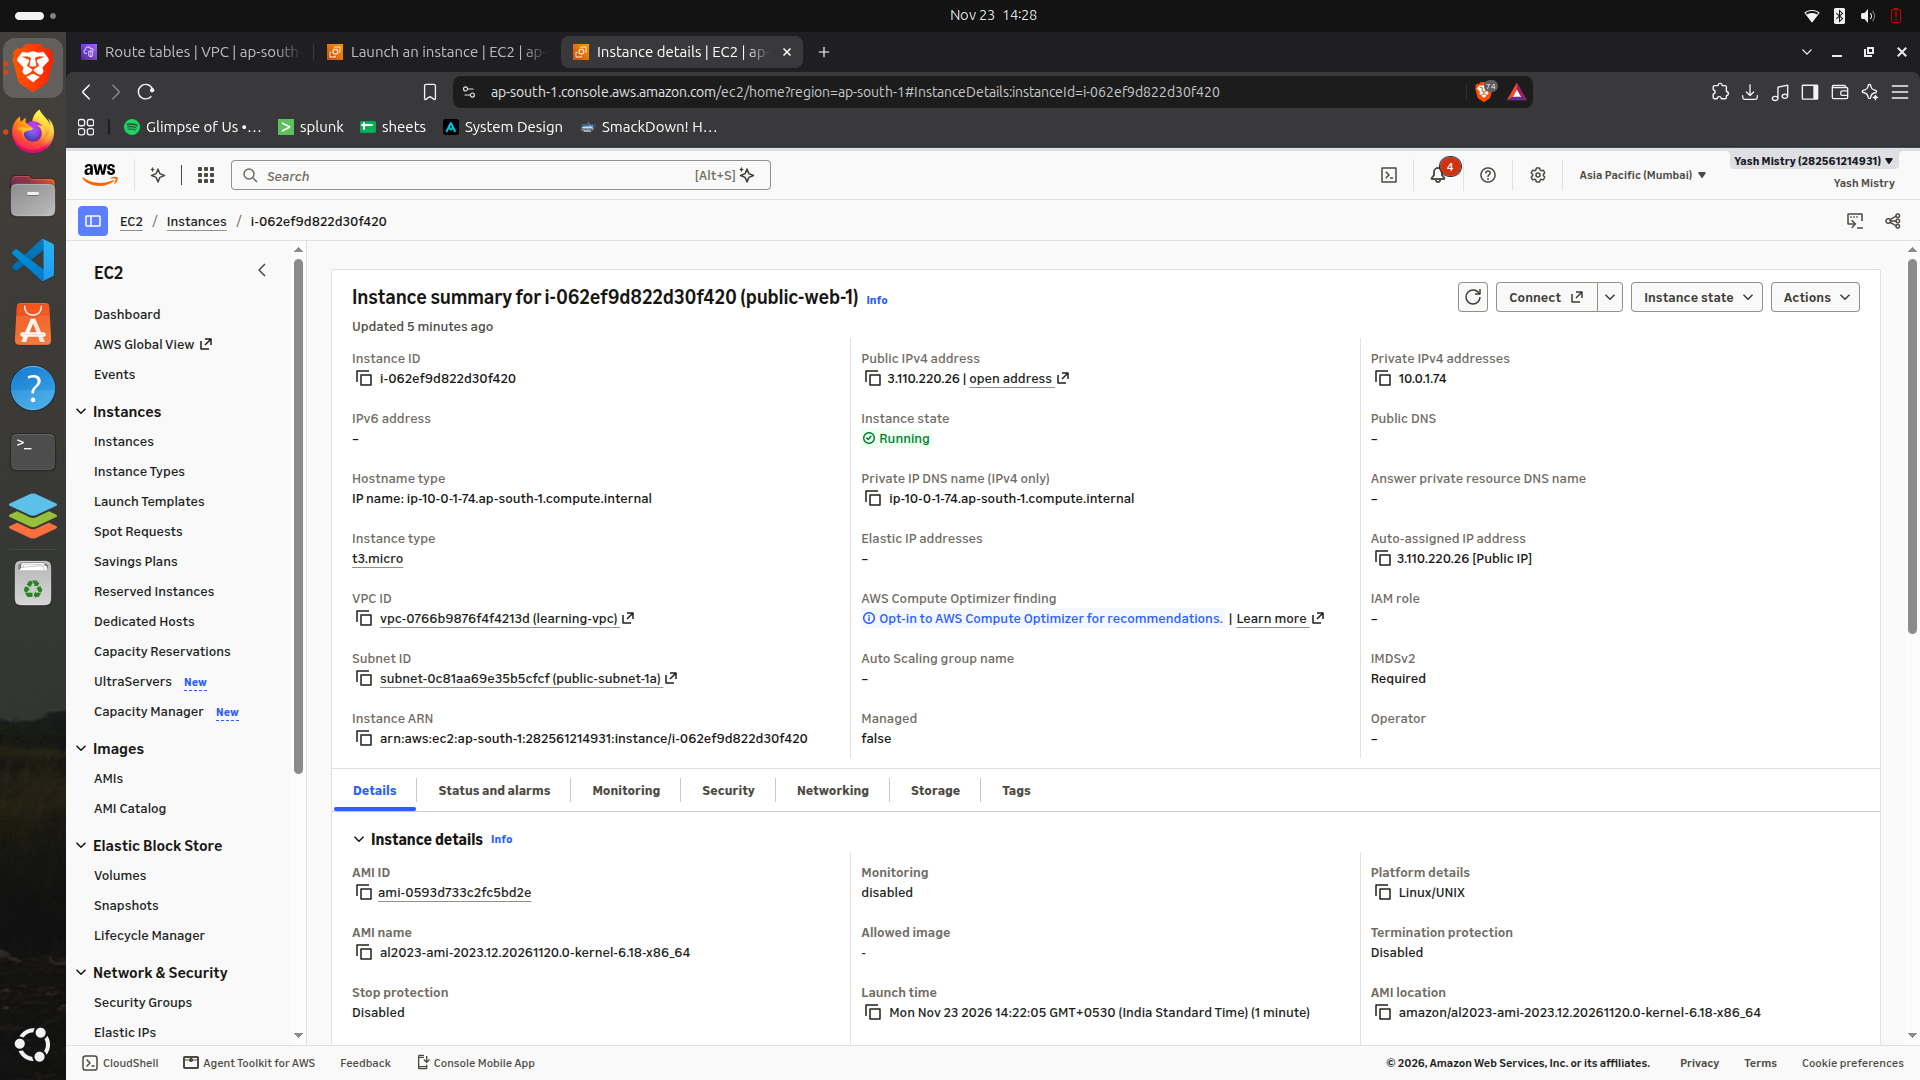 Nov 23 14:28
Route tables | VPC | ap-south-
Launch an instance | EC2 | ap-
Instance details | EC2 | ap-
ap-south-1.console.aws.amazon.com/ec2/home?region=ap-south-1#InstanceDetails:instanceId=i-062ef9d822d30f420
74
Glimpse of Us •…
splunk
sheets
System Design
SmackDown! H…
aws
Search
[Alt+S]
4
Asia Pacific (Mumbai)
Yash Mistry (282561214931)
Yash Mistry
EC2 / Instances / i-062ef9d822d30f420
EC2
Dashboard
AWS Global View
Events
Instances
Instances
Instance Types
Launch Templates
Spot Requests
Savings Plans
Reserved Instances
Dedicated Hosts
Capacity Reservations
UltraServers New
Capacity Manager New
Images
AMIs
AMI Catalog
Elastic Block Store
Volumes
Snapshots
Lifecycle Manager
Network & Security
Security Groups
Elastic IPs
Instance summary for i-062ef9d822d30f420 (public-web-1) Info
Connect
Instance state
Actions
Updated 5 minutes ago
Instance ID
i-062ef9d822d30f420
Public IPv4 address
3.110.220.26 | open address
Private IPv4 addresses
10.0.1.74
IPv6 address
–
Instance state
Running
Public DNS
–
Hostname type
IP name: ip-10-0-1-74.ap-south-1.compute.internal
Private IP DNS name (IPv4 only)
ip-10-0-1-74.ap-south-1.compute.internal
Answer private resource DNS name
–
Instance type
t3.micro
Elastic IP addresses
–
Auto-assigned IP address
3.110.220.26 [Public IP]
VPC ID
vpc-0766b9876f4f4213d (learning-vpc)
AWS Compute Optimizer finding
Opt-in to AWS Compute Optimizer for recommendations. | Learn more
IAM role
–
Subnet ID
subnet-0c81aa69e35b5cfcf (public-subnet-1a)
Auto Scaling group name
–
IMDSv2
Required
Instance ARN
arn:aws:ec2:ap-south-1:282561214931:instance/i-062ef9d822d30f420
Managed
false
Operator
–
Details
Status and alarms
Monitoring
Security
Networking
Storage
Tags
Instance details Info
AMI ID
ami-0593d733c2fc5bd2e
Monitoring
disabled
Platform details
Linux/UNIX
AMI name
al2023-ami-2023.12.20261120.0-kernel-6.18-x86_64
Allowed image
-
Termination protection
Disabled
Stop protection
Disabled
Launch time
Mon Nov 23 2026 14:22:05 GMT+0530 (India Standard Time) (1 minute)
AMI location
amazon/al2023-ami-2023.12.20261120.0-kernel-6.18-x86_64
CloudShell
Agent Toolkit for AWS
Feedback
Console Mobile App
© 2026, Amazon Web Services, Inc. or its affiliates.
Privacy
Terms
Cookie preferences